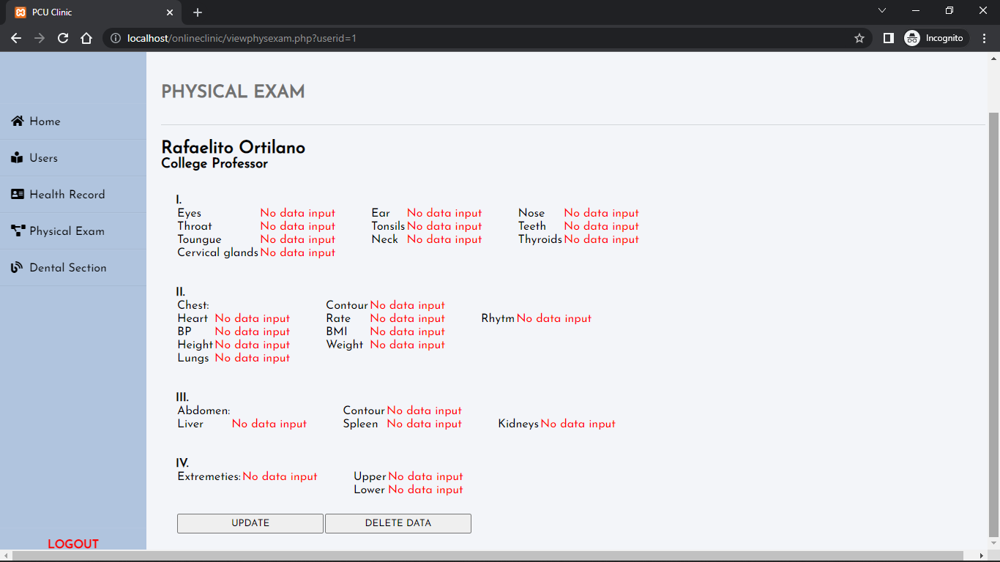 PCU Clinic
localhost/onlineclinic/viewphysexam.php?userid=1
Incognito
Home
Users
Health Record
Physical Exam
Dental Section
LOGOUT
PHYSICAL EXAM
Rafaelito Ortilano
College Professor
I.
Eyes No data input Ear No data input Nose No data input
Throat No data input Tonsils No data input Teeth No data input
Toungue No data input Neck No data input Thyroids No data input
Cervical glands No data input
II.
Chest: Contour No data input
Heart No data input Rate No data input Rhytm No data input
BP No data input BMI No data input
Height No data input Weight No data input
Lungs No data input
III.
Abdomen: Contour No data input
Liver No data input Spleen No data input Kidneys No data input
IV.
Extremeties: No data input Upper No data input
Lower No data input
UPDATE DELETE DATA